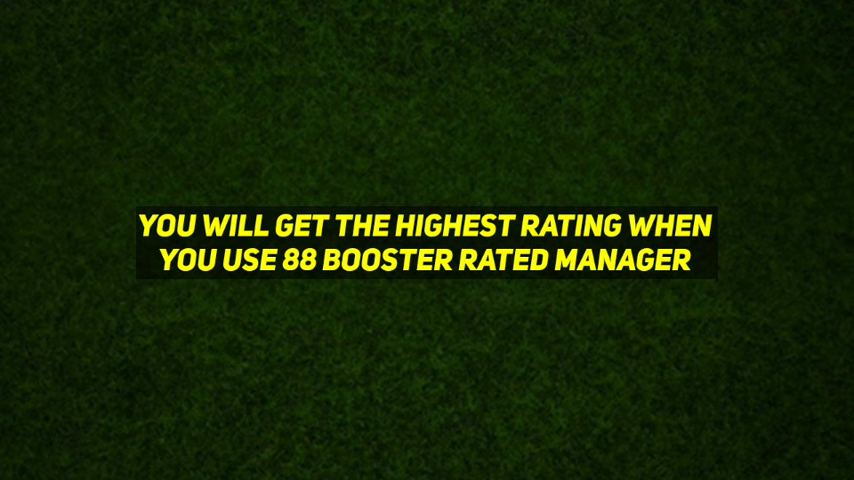 YOU WILL GET THE HIGHEST RATING WHEN
YOU USE 88 BOOSTER RATED MANAGER